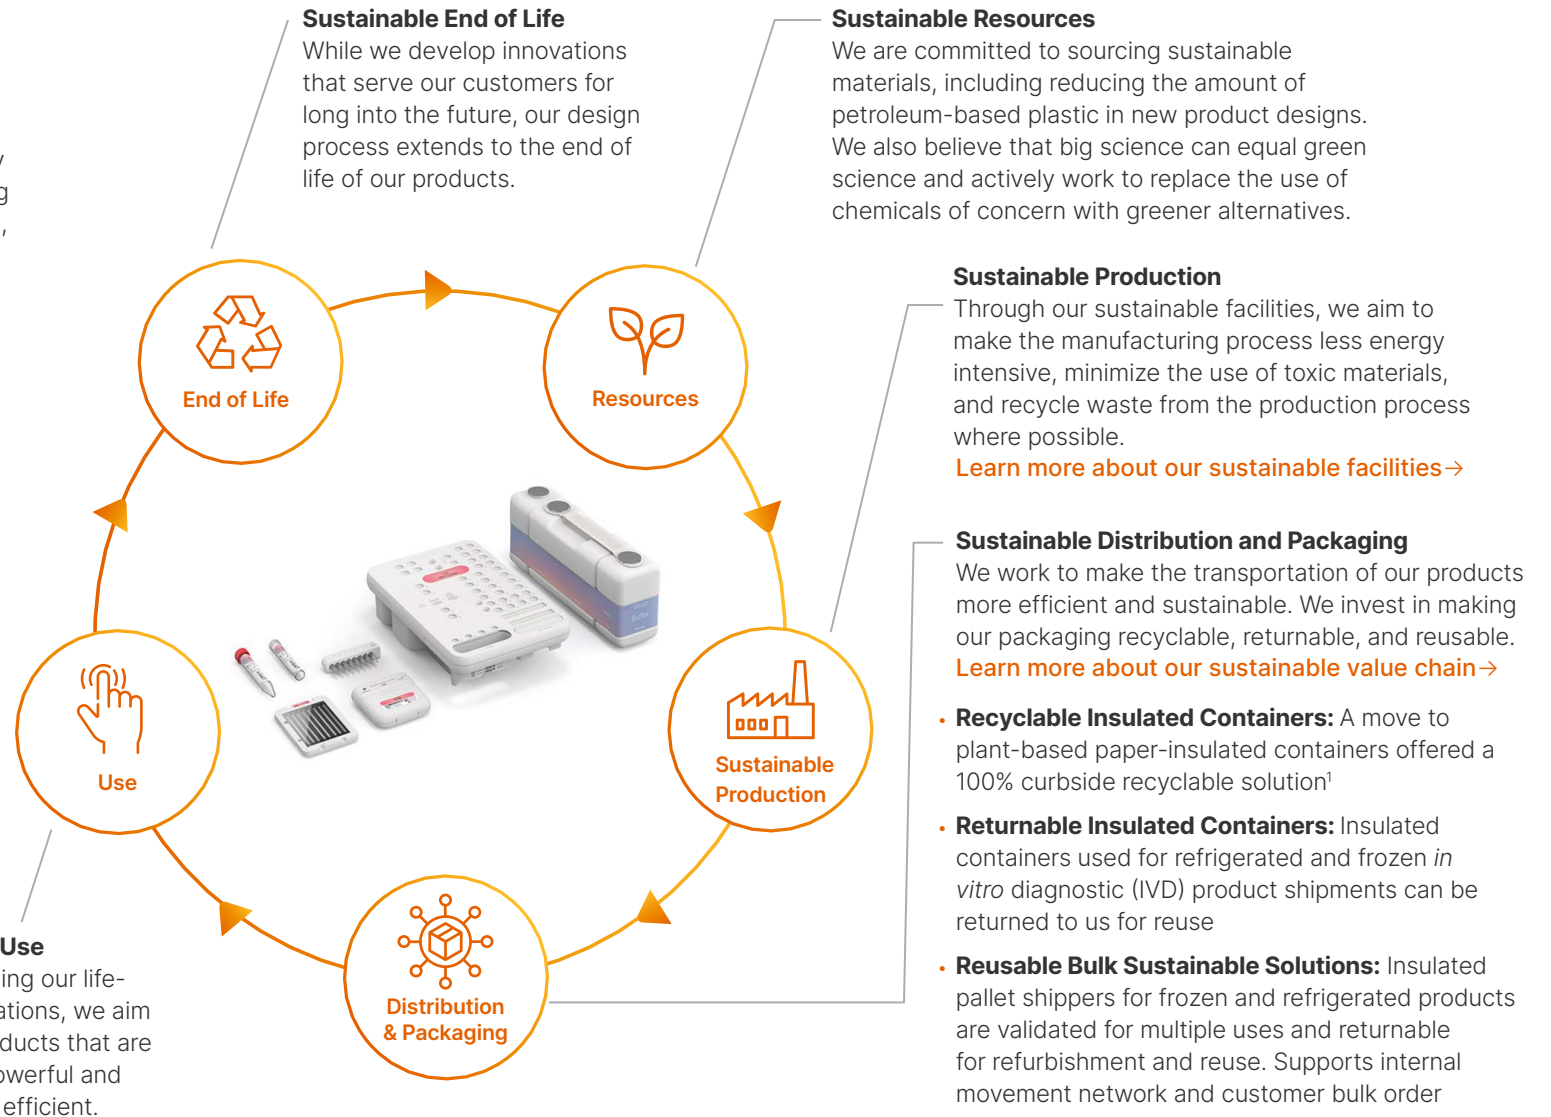 Sustainable End of Life
While we develop innovations
that serve our customers for
long into the future, our design
process extends to the end of
life of our products.
Sustainable Resources
We are committed to sourcing sustainable
materials, including reducing the amount of
petroleum-based plastic in new product designs.
We also believe that big science can equal green
science and actively work to replace the use of
chemicals of concern with greener alternatives.
Sustainable Production
Through our sustainable facilities, we aim to
make the manufacturing process less energy
intensive, minimize the use of toxic materials,
and recycle waste from the production process
where possible.
Learn more about our sustainable facilities→
Sustainable Distribution and Packaging
We work to make the transportation of our products
more efficient and sustainable. We invest in making
our packaging recyclable, returnable, and reusable.
Learn more about our sustainable value chain→
• Recyclable Insulated Containers: A move to
plant-based paper-insulated containers offered a
100% curbside recyclable solution¹
• Returnable Insulated Containers: Insulated
containers used for refrigerated and frozen in
vitro diagnostic (IVD) product shipments can be
returned to us for reuse
• Reusable Bulk Sustainable Solutions: Insulated
pallet shippers for frozen and refrigerated products
are validated for multiple uses and returnable
for refurbishment and reuse. Supports internal
movement network and customer bulk order
End of Life
Resources
Sustainable
Production
Distribution
& Packaging
Use
Buffer
Use
ing our life-
ations, we aim
ducts that are
owerful and
efficient.